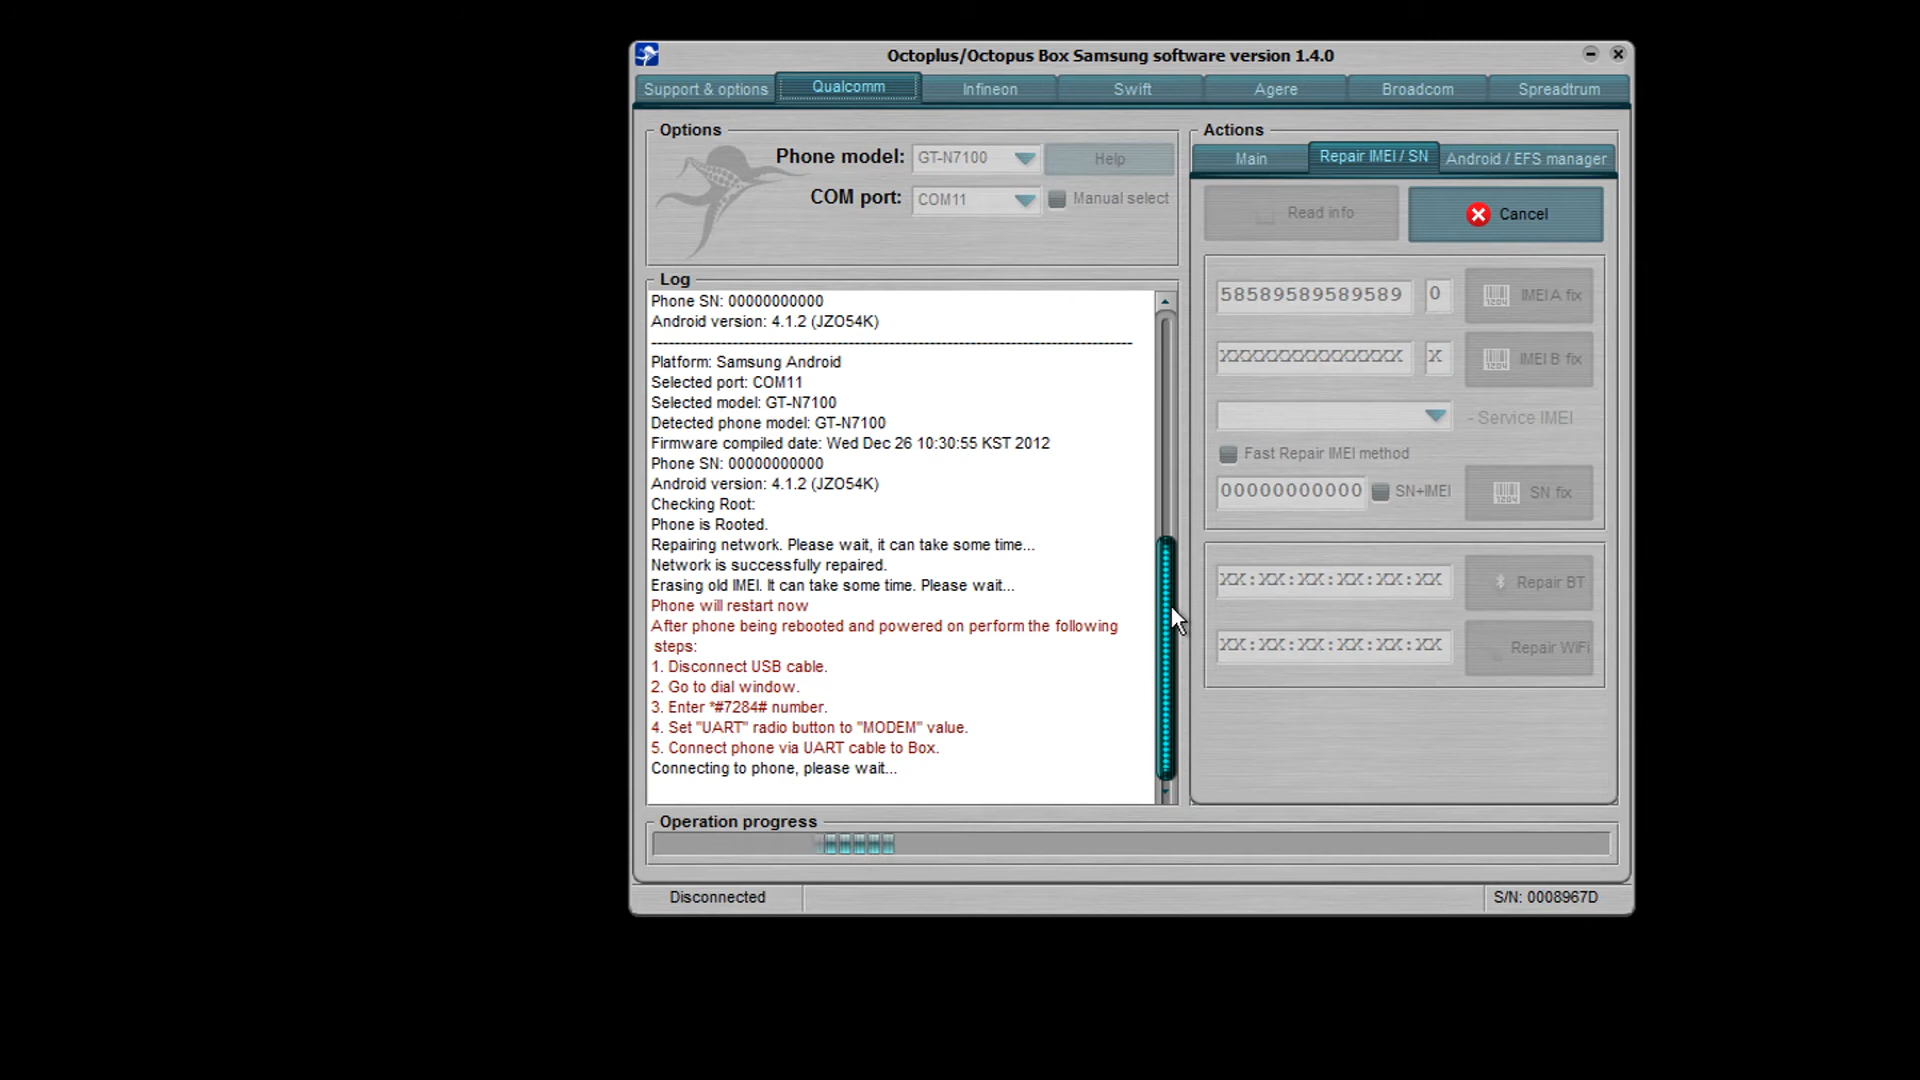 Octoplus/Octopus Box Samsung software version 1.4.0
Support & options
Qualcomm
Infineon
Swift
Agere
Broadcom
Spreadtrum
Options
Phone model:
GT-N7100
Help
COM port:
COM11
Manual select
Log
Phone SN: 00000000000
Android version: 4.1.2 (JZO54K)
--------------------------------------------------------------------------------
Platform: Samsung Android
Selected port: COM11
Selected model: GT-N7100
Detected phone model: GT-N7100
Firmware compiled date: Wed Dec 26 10:30:55 KST 2012
Phone SN: 00000000000
Android version: 4.1.2 (JZO54K)
Checking Root:
Phone is Rooted.
Repairing network. Please wait, it can take some time...
Network is successfully repaired.
Erasing old IMEI. It can take some time. Please wait...
Phone will restart now
After phone being rebooted and powered on perform the following
steps:
1. Disconnect USB cable.
2. Go to dial window.
3. Enter *#7284# number.
4. Set "UART" radio button to "MODEM" value.
5. Connect phone via UART cable to Box.
Connecting to phone, please wait...
Operation progress
Disconnected
Actions
Main
Repair IMEI / SN
Android / EFS manager
Read info
Cancel
58589589589589
0
1204
IMEI A fix
XXXXXXXXXXXXXX
X
1204
IMEI B fix
- Service IMEI
Fast Repair IMEI method
00000000000
SN+IMEI
1204
SN fix
XX:XX:XX:XX:XX:XX
Repair BT
XX:XX:XX:XX:XX:XX
Repair WiFi
S/N: 0008967D